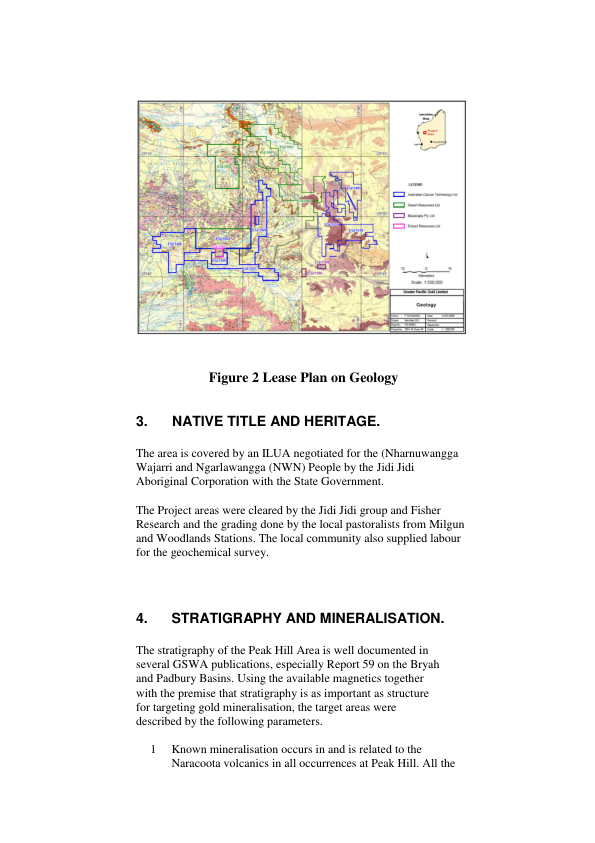 Location
Map
Project
Area
LEGEND
Australian Cancer Technology Ltd
Desert Resources Ltd
Extract Resources Ltd
Kilometers
Scale: 1:500,000
Greater Pacific Gold Limited
Geology
Figure 2 Lease Plan on Geology
3. NATIVE TITLE AND HERITAGE.
The area is covered by an ILUA negotiated for the (Nharnuwangga
Wajarri and Ngarlawangga (NWN) People by the Jidi Jidi
Aboriginal Corporation with the State Government.
The Project areas were cleared by the Jidi Jidi group and Fisher
Research and the grading done by the local pastoralists from Milgun
and Woodlands Stations. The local community also supplied labour
for the geochemical survey.
4. STRATIGRAPHY AND MINERALISATION.
The stratigraphy of the Peak Hill Area is well documented in
several GSWA publications, especially Report 59 on the Bryah
and Padbury Basins. Using the available magnetics together
with the premise that stratigraphy is as important as structure
for targeting gold mineralisation, the target areas were
described by the following parameters.
1 Known mineralisation occurs in and is related to the
Naracoota volcanics in all occurrences at Peak Hill. All the